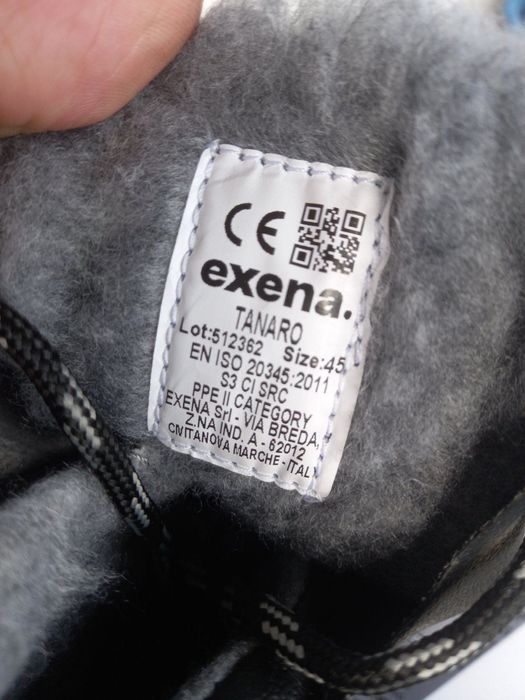 CE
exena.
TANARO
Lot:512362 Size:45
EN ISO 20345:2011
S3 CI SRC
PPE II CATEGORY
EXENA Srl - VIA BREDA,
Z.NA IND. A - 62012
CIVITANOVA MARCHE - ITALY